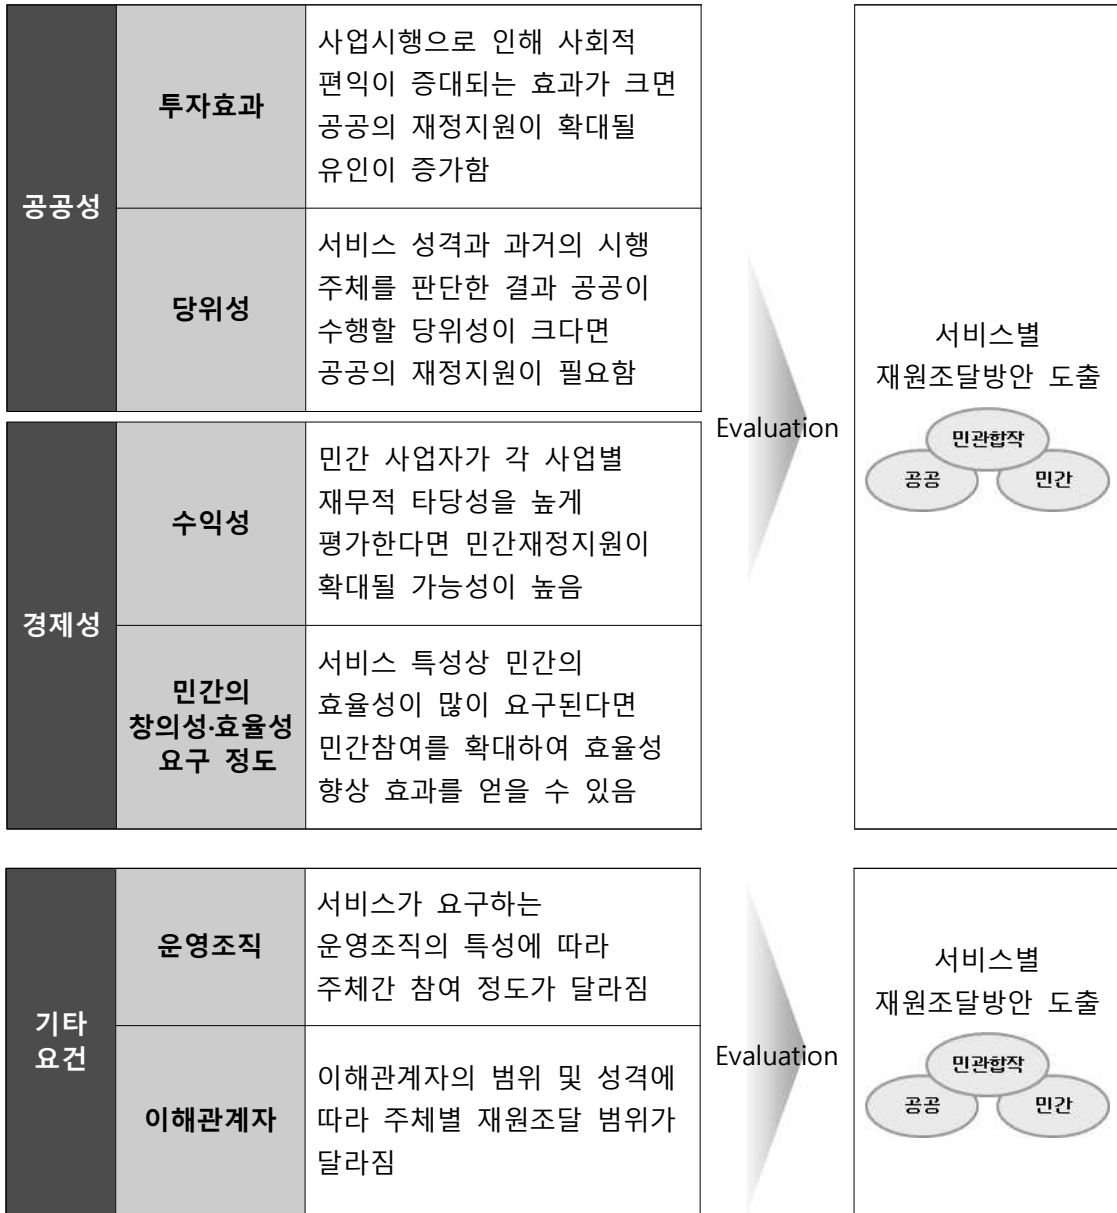 공공성
투자효과
사업시행으로 인해 사회적
편익이 증대되는 효과가 크면
공공의 재정지원이 확대될
유인이 증가함
당위성
서비스 성격과 과거의 시행
주체를 판단한 결과 공공이
수행할 당위성이 크다면
공공의 재정지원이 필요함
경제성
수익성
민간 사업자가 각 사업별
재무적 타당성을 높게
평가한다면 민간재정지원이
확대될 가능성이 높음
민간의
창의성·효율성
요구 정도
서비스 특성상 민간의
효율성이 많이 요구된다면
민간참여를 확대하여 효율성
향상 효과를 얻을 수 있음
Evaluation
서비스별
재원조달방안 도출
민관합작
공공
민간
기타
요건
운영조직
서비스가 요구하는
운영조직의 특성에 따라
주체간 참여 정도가 달라짐
이해관계자
이해관계자의 범위 및 성격에
따라 주체별 재원조달 범위가
달라짐
Evaluation
서비스별
재원조달방안 도출
민관합작
공공
민간